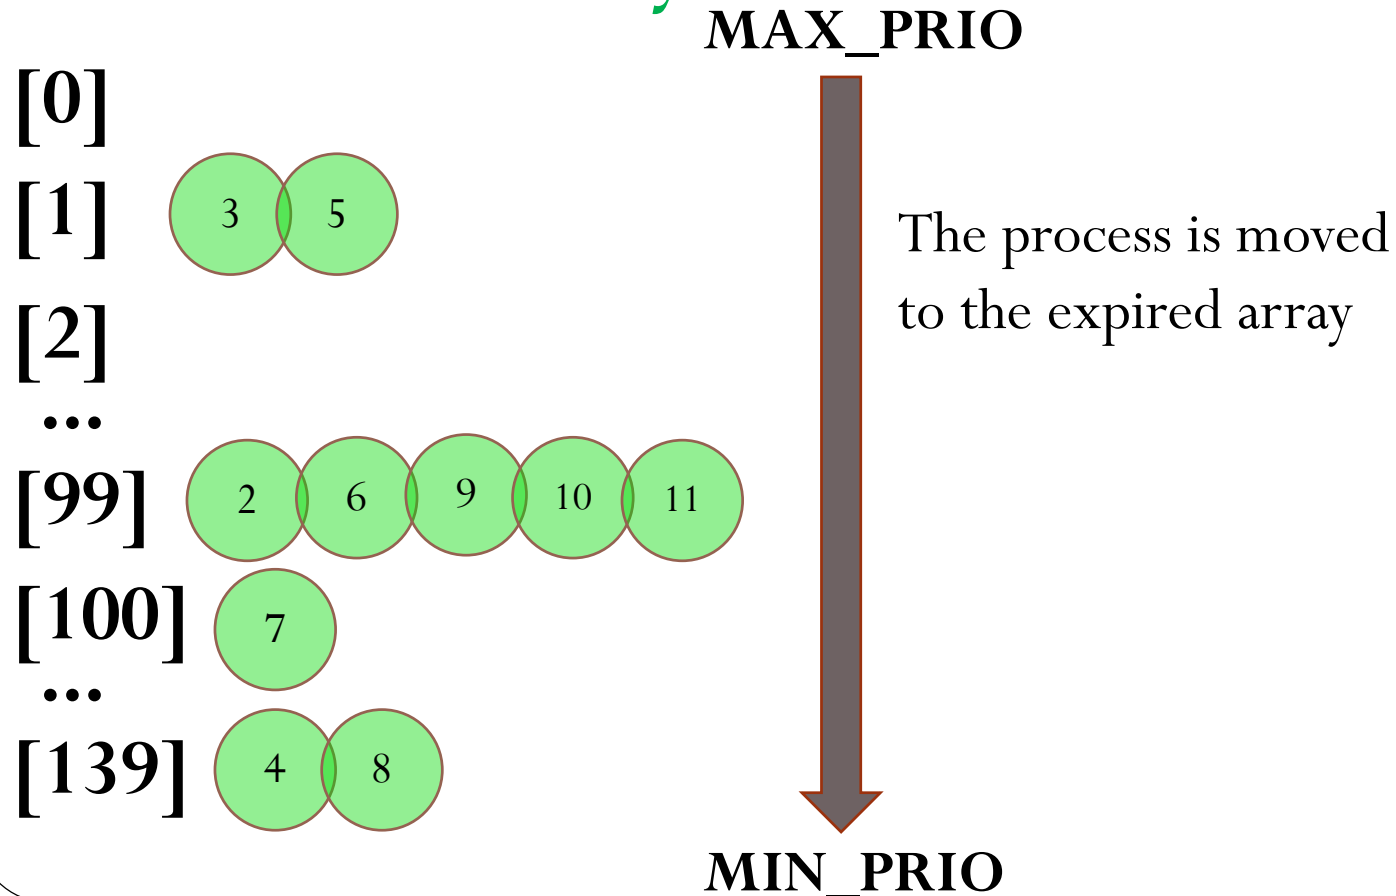 MAX_PRIO
[0]
[1] 3 5
The process is moved
to the expired array
[2]
...
[99] 2 6 9 10 11
[100] 7
...
[139] 4 8
MIN_PRIO